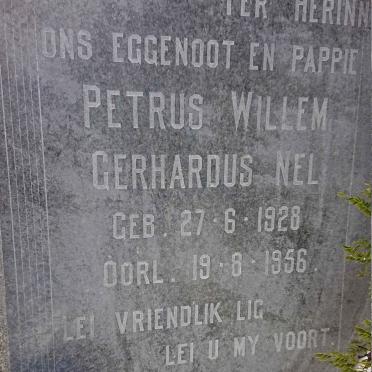 TER HERINN
ONS EGGENOOT EN PAPPIE
PETRUS WILLEM
GERHARDUS NEL
GEB. 27·6·1928
OORL. 19·8·1956.
LEI VRIENDLIK LIG
LEI U MY VOORT.